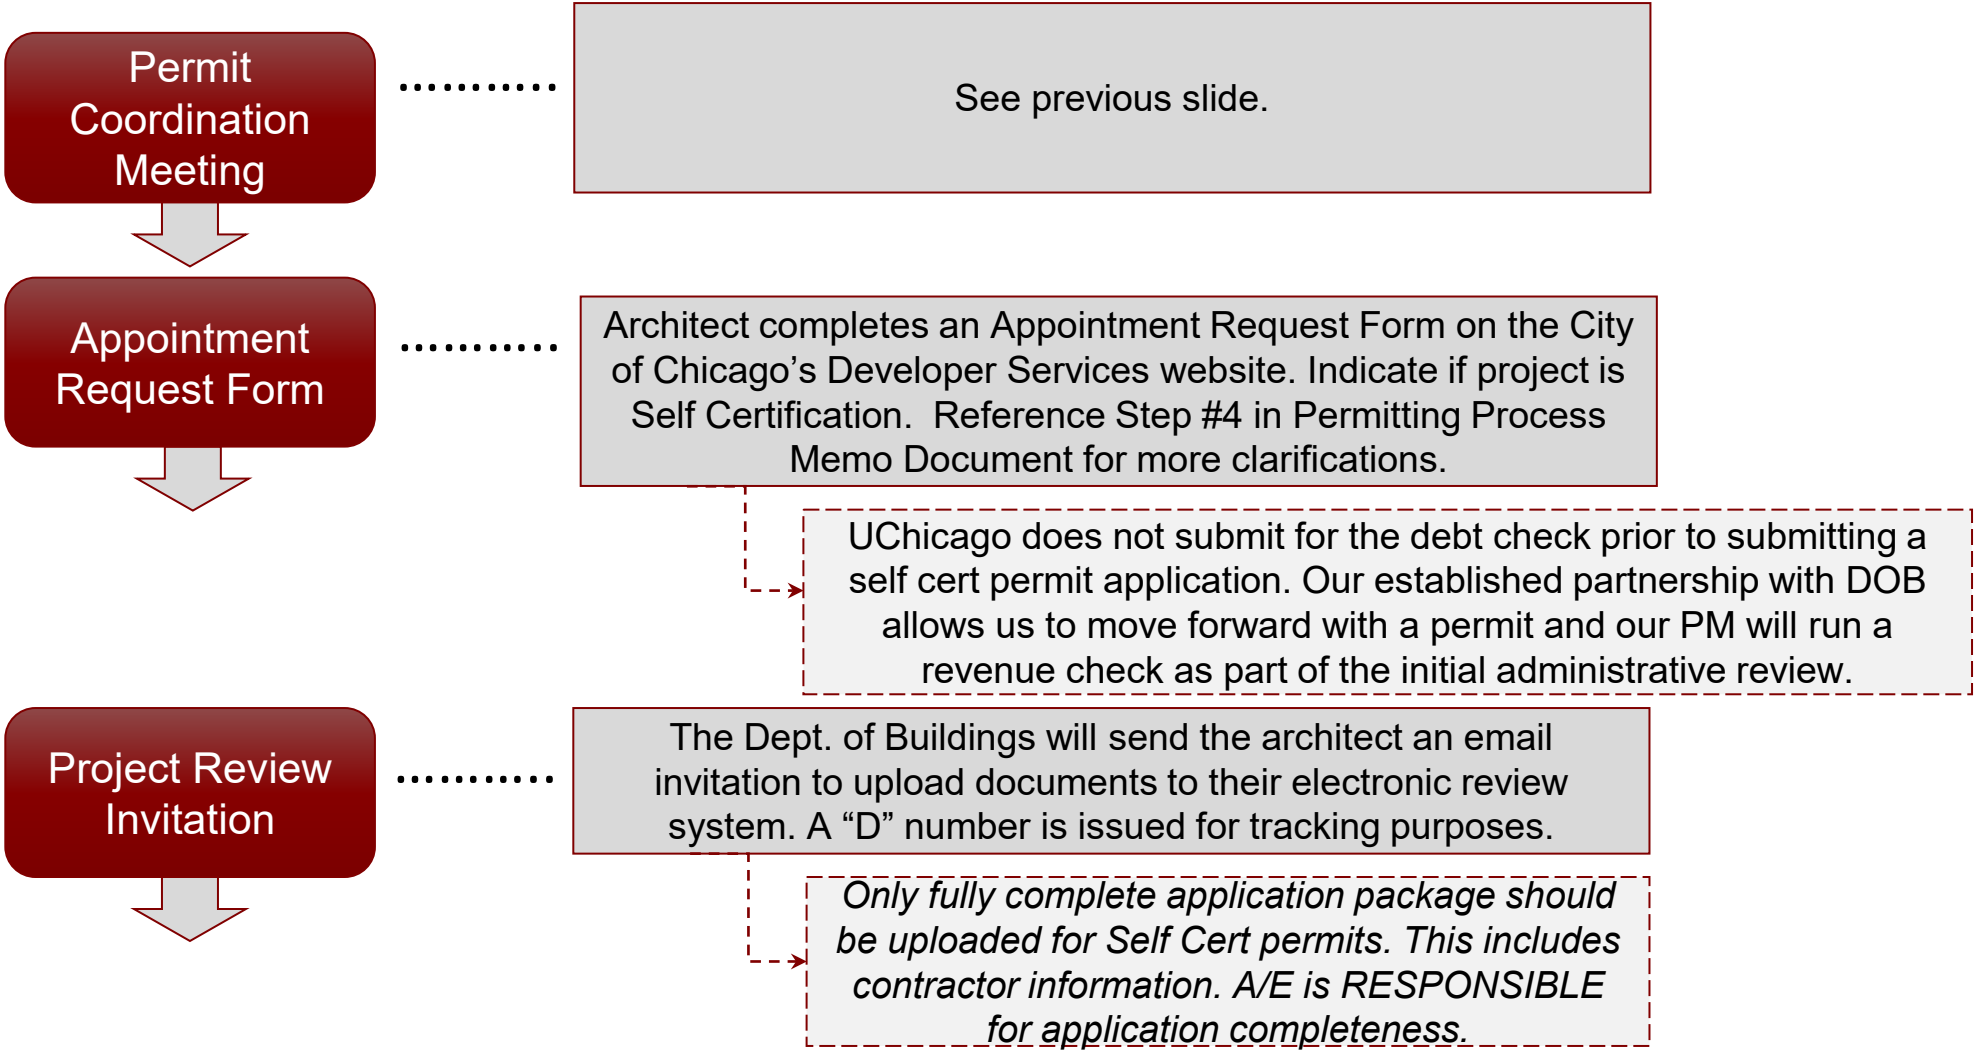 Permit
Coordination
Meeting
See previous slide.
Appointment
Request Form
Architect completes an Appointment Request Form on the City
of Chicago’s Developer Services website. Indicate if project is
Self Certification.  Reference Step #4 in Permitting Process
Memo Document for more clarifications.
UChicago does not submit for the debt check prior to submitting a
self cert permit application. Our established partnership with DOB
allows us to move forward with a permit and our PM will run a
revenue check as part of the initial administrative review.
Project Review
Invitation
The Dept. of Buildings will send the architect an email
invitation to upload documents to their electronic review
system. A “D” number is issued for tracking purposes.
Only fully complete application package should
be uploaded for Self Cert permits. This includes
contractor information. A/E is RESPONSIBLE
for application completeness.